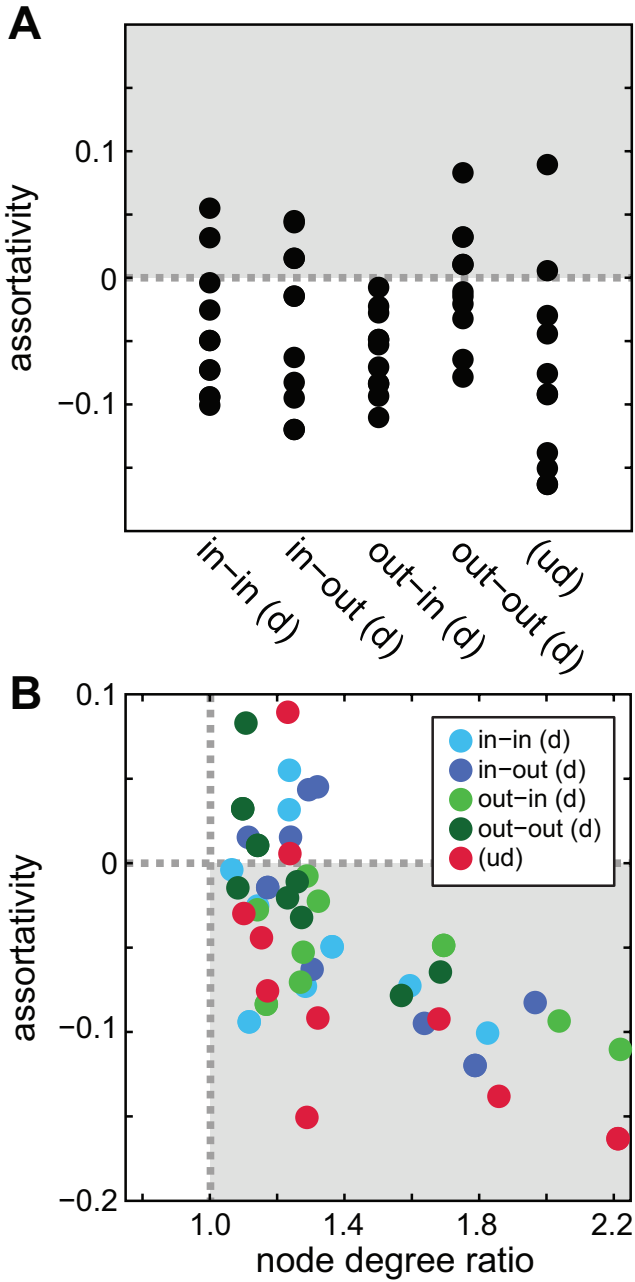 A
assortativity
0.1
0
−0.1
in−in (d)
in−out (d)
out−in (d)
out−out (d)
(ud)
B
assortativity
0.1
0
−0.1
−0.2
in−in (d)
in−out (d)
out−in (d)
out−out (d)
(ud)
1.0
1.4
1.8
2.2
node degree ratio